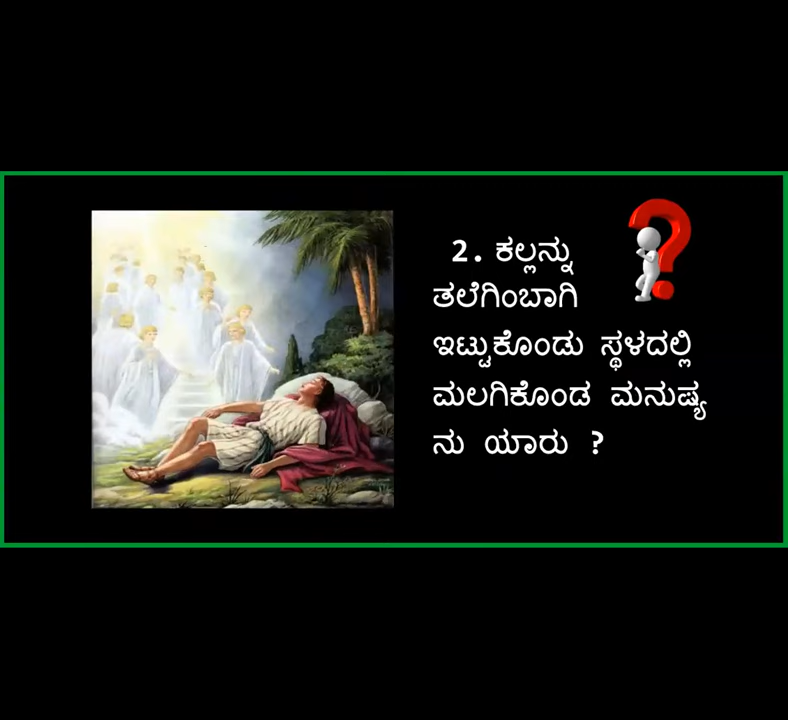 2. ಕಲ್ಲನ್ನು
ತಲೆಗಿಂಬಾಗಿ
ಇಟ್ಟುಕೊಂಡು ಸ್ಥಳದಲ್ಲಿ
ಮಲಗಿಕೊಂಡ ಮನುಷ್ಯ
ನು ಯಾರು ?